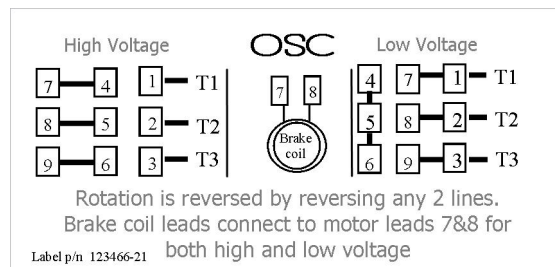 High Voltage
OSC
Low Voltage
7 4 1 T1
8 5 2 T2
9 6 3 T3
7 8
Brake
coil
4 7 1 T1
5 8 2 T2
6 9 3 T3
Rotation is reversed by reversing any 2 lines.
Brake coil leads connect to motor leads 7&8 for
both high and low voltage
Label p/n 123466-21